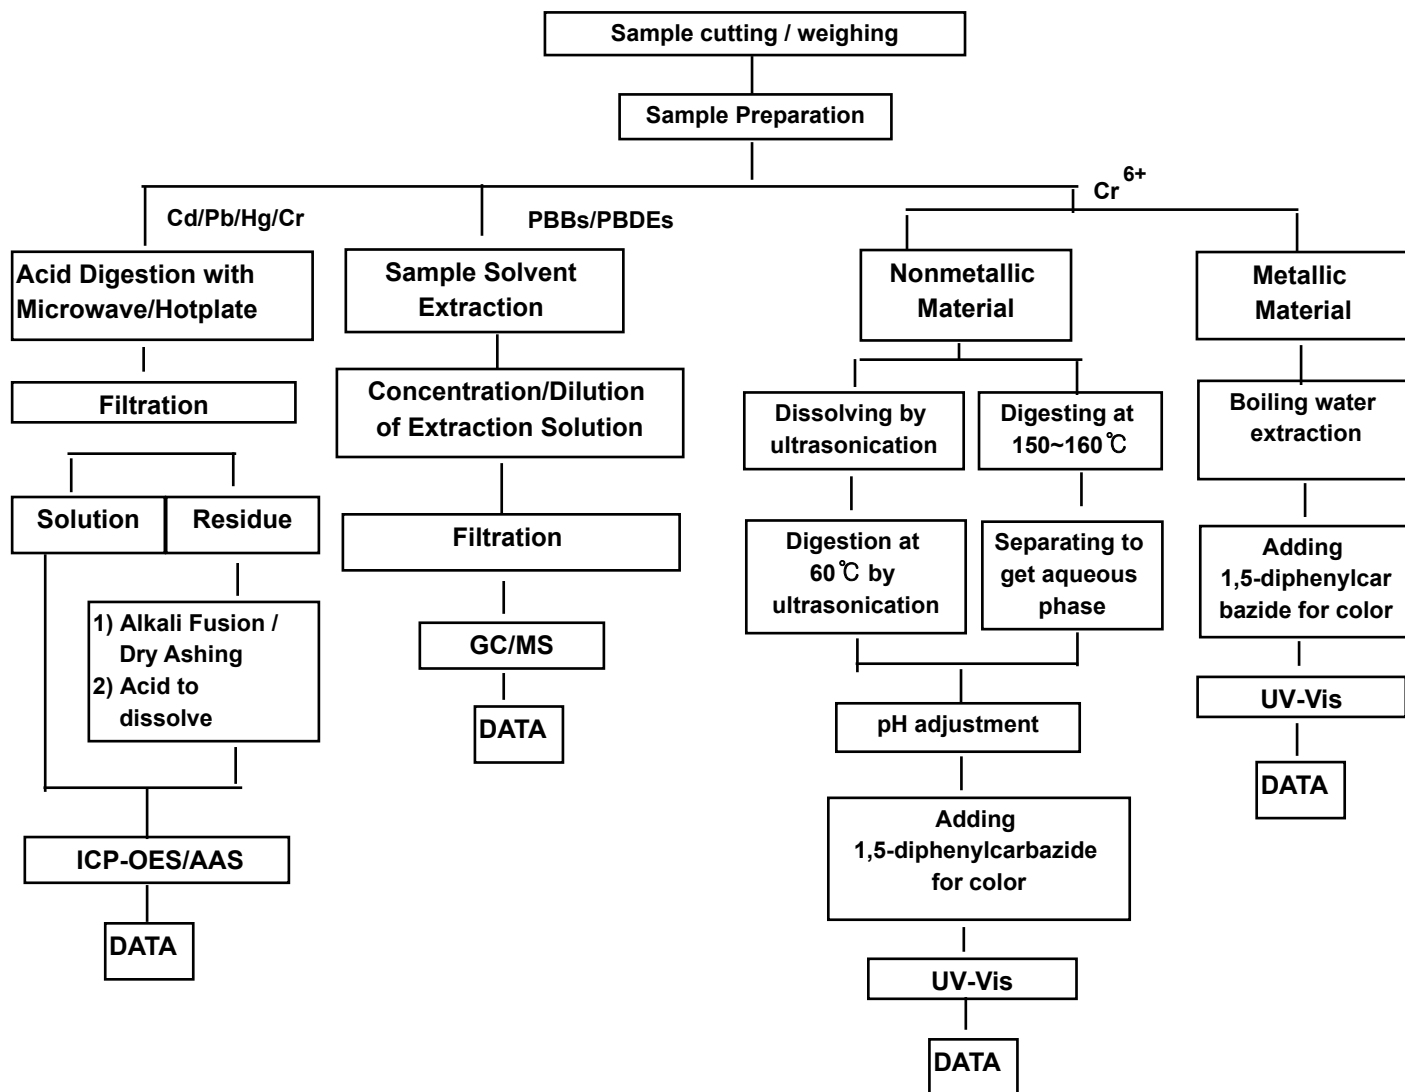 Sample cutting / weighing
Sample Preparation
Cd/Pb/Hg/Cr
PBBs/PBDEs
Cr 6+
Acid Digestion with
Microwave/Hotplate
Filtration
Solution
Residue
1) Alkali Fusion /
Dry Ashing
2) Acid to
dissolve
ICP-OES/AAS
DATA
Sample Solvent
Extraction
Concentration/Dilution
of Extraction Solution
Filtration
GC/MS
DATA
Nonmetallic
Material
Dissolving by
ultrasonication
Digestion at
60℃ by
ultrasonication
Digesting at
150~160℃
Separating to
get aqueous
phase
pH adjustment
Adding
1,5-diphenylcarbazide
for color
UV-Vis
DATA
Metallic
Material
Boiling water
extraction
Adding
1,5-diphenylcar
bazide for color
UV-Vis
DATA